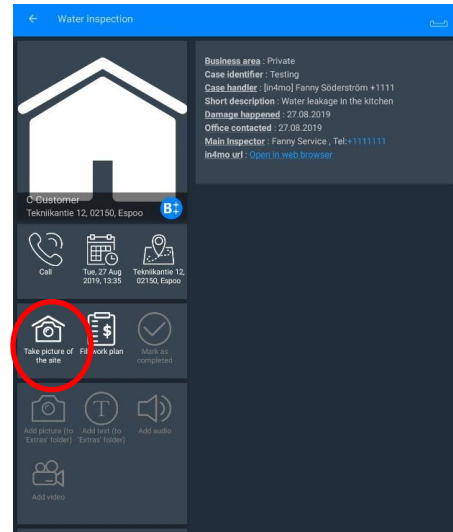 Water inspection
Business area : Private
Case identifier : Testing
Case handler : [in4mo] Fanny Söderström +1111
Short description : Water leakage in the kitchen
Damage happened : 27.08.2019
Office contacted : 27.08.2019
Main Inspector : Fanny Service , Tel:+1111111
in4mo url : Open in web browser
C Customer
Tekniikantie 12, 02150, Espoo
B
Call
Tue, 27 Aug
2019, 13:35
Tekniikantie 12,
02150, Espoo
$
Take picture of
the site
Fill work plan
Mark as
completed
T
Add picture (to
'Extras' folder)
Add text (to
'Extras' folder)
Add audio
Add video